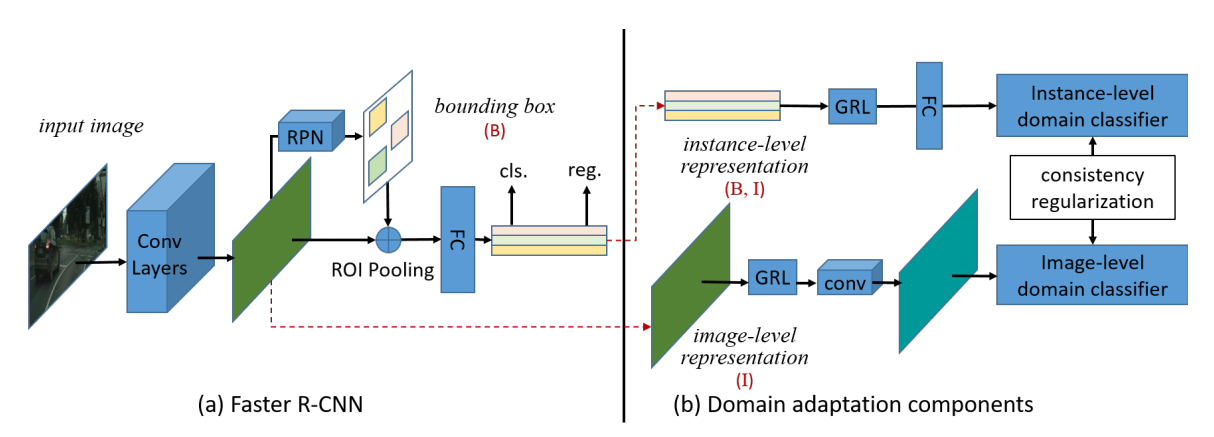 input image
Conv
Layers
RPN
bounding box
(B)
ROI Pooling
FC
cls.
reg.
(a) Faster R-CNN
instance-level
representation
(B, I)
GRL
FC
Instance-level
domain classifier
consistency
regularization
image-level
representation
(I)
GRL
conv
Image-level
domain classifier
(b) Domain adaptation components